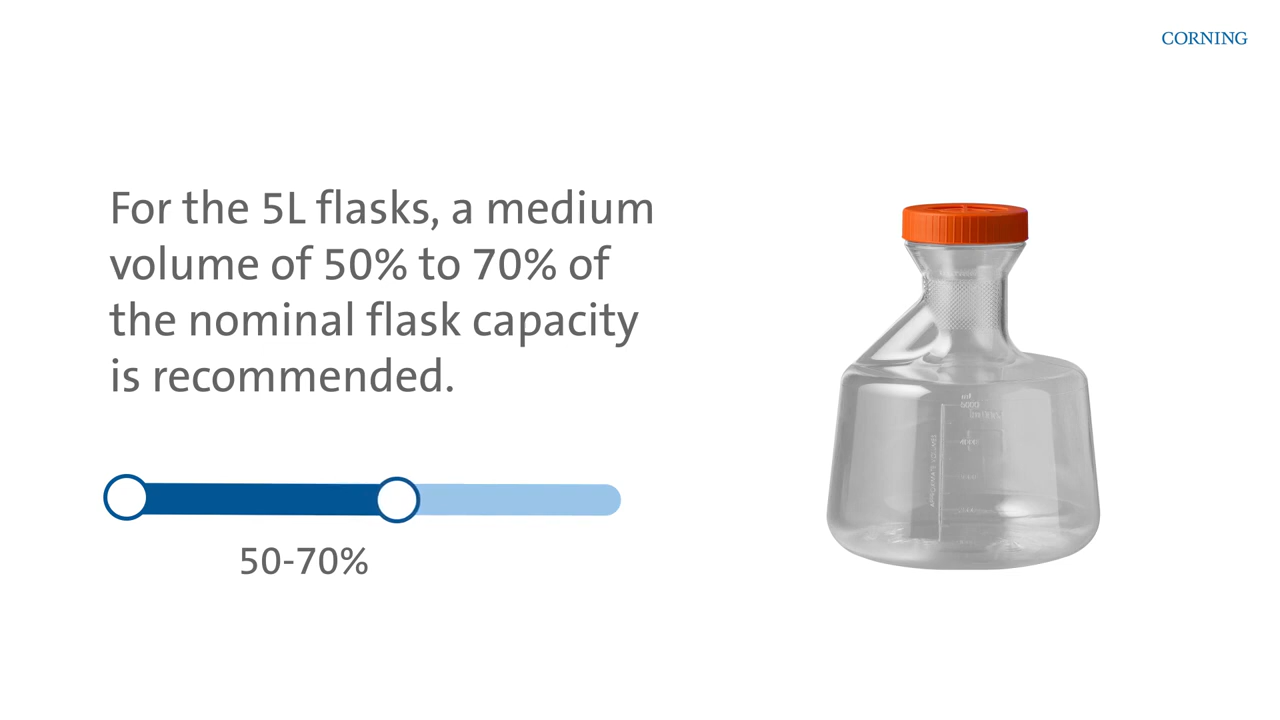 CORNING
For the 5L flasks, a medium
volume of 50% to 70% of
the nominal flask capacity
is recommended.
50-70%
5000